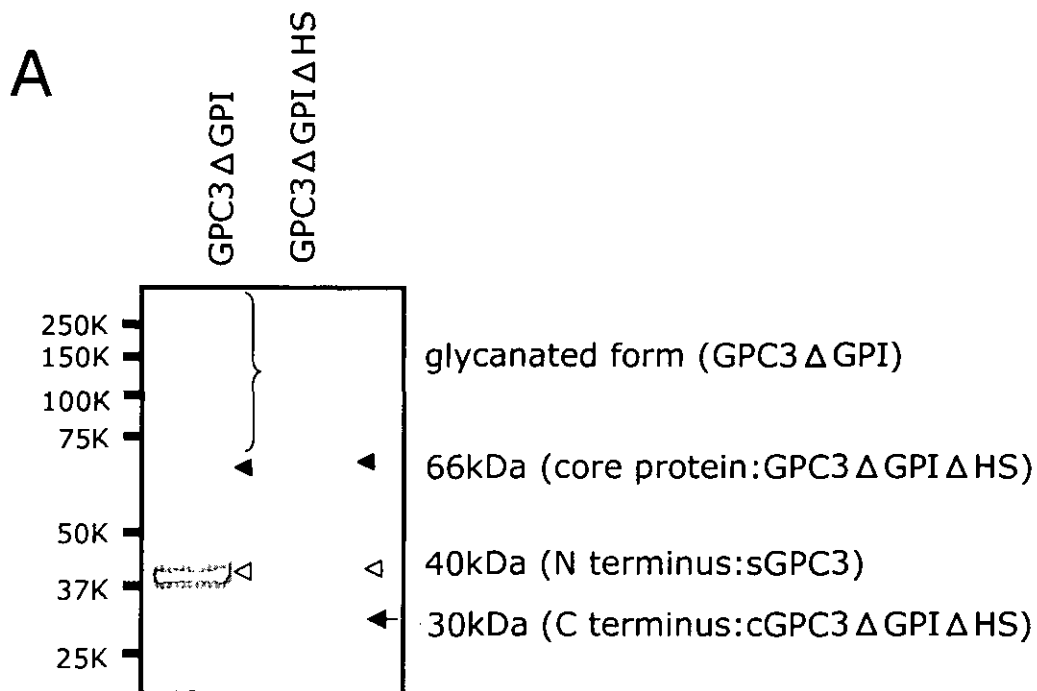 A
GPC3ΔGPI
GPC3ΔGPIΔHS
250K
150K
100K
75K
50K
37K
25K
glycanated form (GPC3ΔGPI)
66kDa (core protein:GPC3ΔGPIΔHS)
40kDa (N terminus:sGPC3)
30kDa (C terminus:cGPC3ΔGPIΔHS)